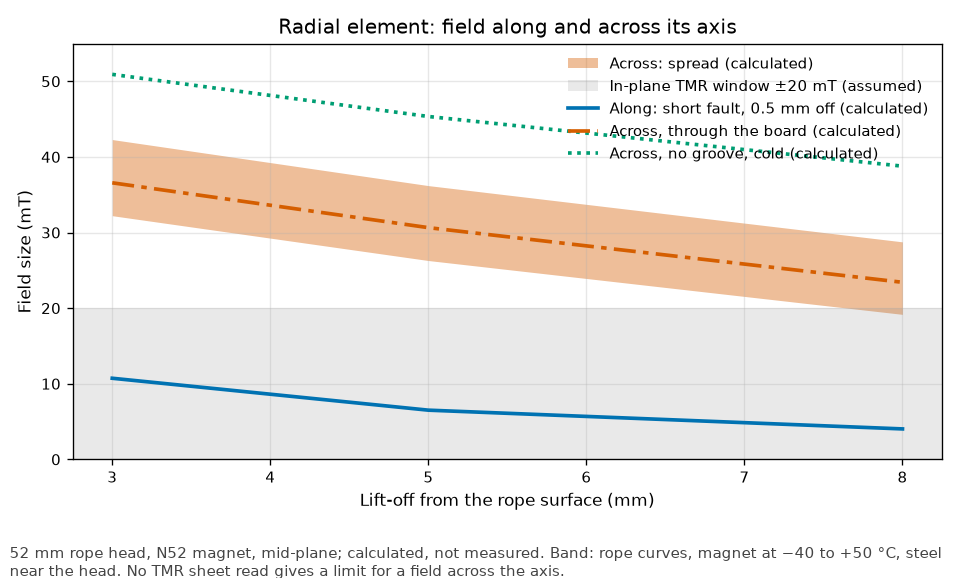 Radial element: field along and across its axis
Across: spread (calculated)
In-plane TMR window ±20 mT (assumed)
Along: short fault, 0.5 mm off (calculated)
Across, through the board (calculated)
Across, no groove, cold (calculated)
Field size (mT)
50
40
30
20
10
0
3
4
5
6
7
8
Lift-off from the rope surface (mm)
52 mm rope head, N52 magnet, mid-plane; calculated, not measured. Band: rope curves, magnet at −40 to +50 °C, steel
near the head. No TMR sheet read gives a limit for a field across the axis.